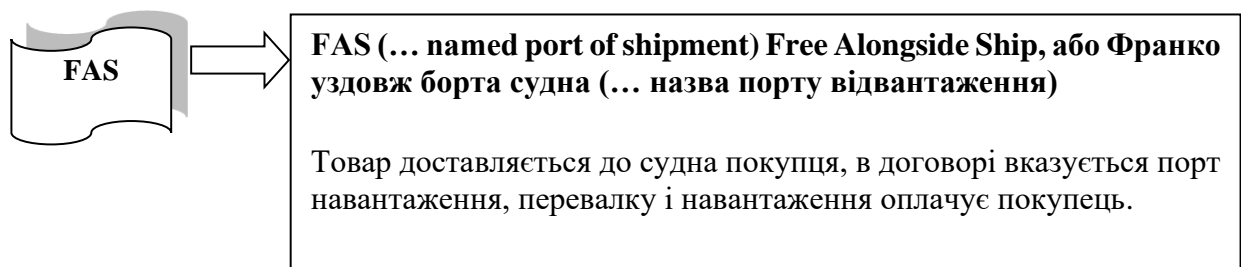 FAS
FAS (… named port of shipment) Free Alongside Ship, або Франко
уздовж борта судна (… назва порту відвантаження)
Товар доставляється до судна покупця, в договорі вказується порт
навантаження, перевалку і навантаження оплачує покупець.